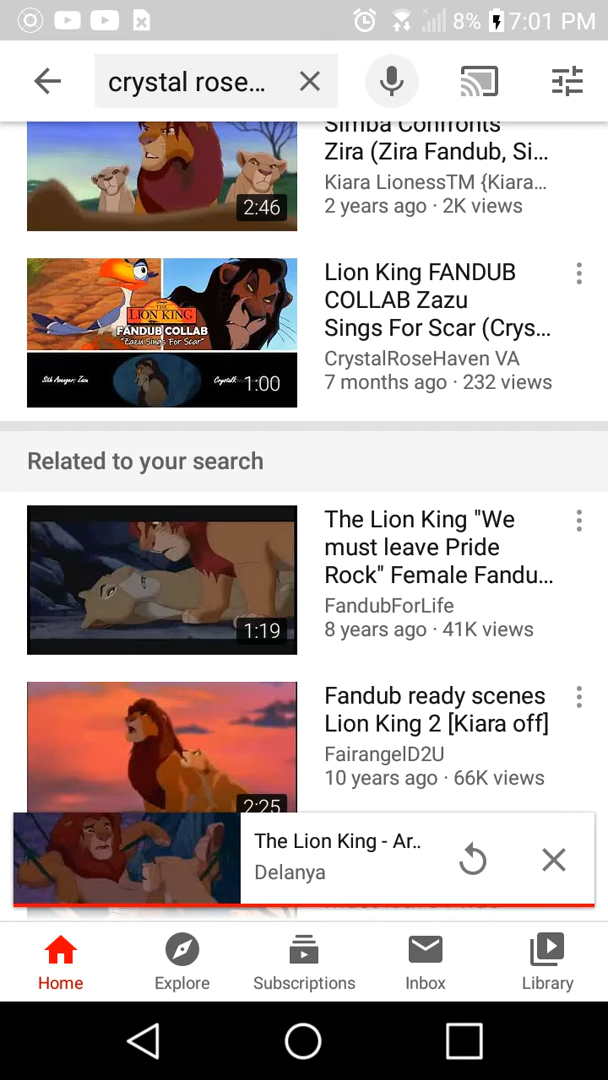 8% 7:01 PM
crystal rose...
Simba Confronts
Zira (Zira Fandub, Si...
Kiara LionessTM {Kiara...
2 years ago · 2K views
2:46
Lion King FANDUB
COLLAB Zazu
Sings For Scar (Crys...
CrystalRoseHaven VA
7 months ago · 232 views
THE
LION KING
FANDUB COLLAB
"Zazu Sings For Scar"
Zazu
1:00
Related to your search
The Lion King "We
must leave Pride
Rock" Female Fandu...
FandubForLife
8 years ago · 41K views
1:19
Fandub ready scenes
Lion King 2 [Kiara off]
FairangelD2U
10 years ago · 66K views
2:25
The Lion King - Ar..
Delanya
Home
Explore
Subscriptions
Inbox
Library